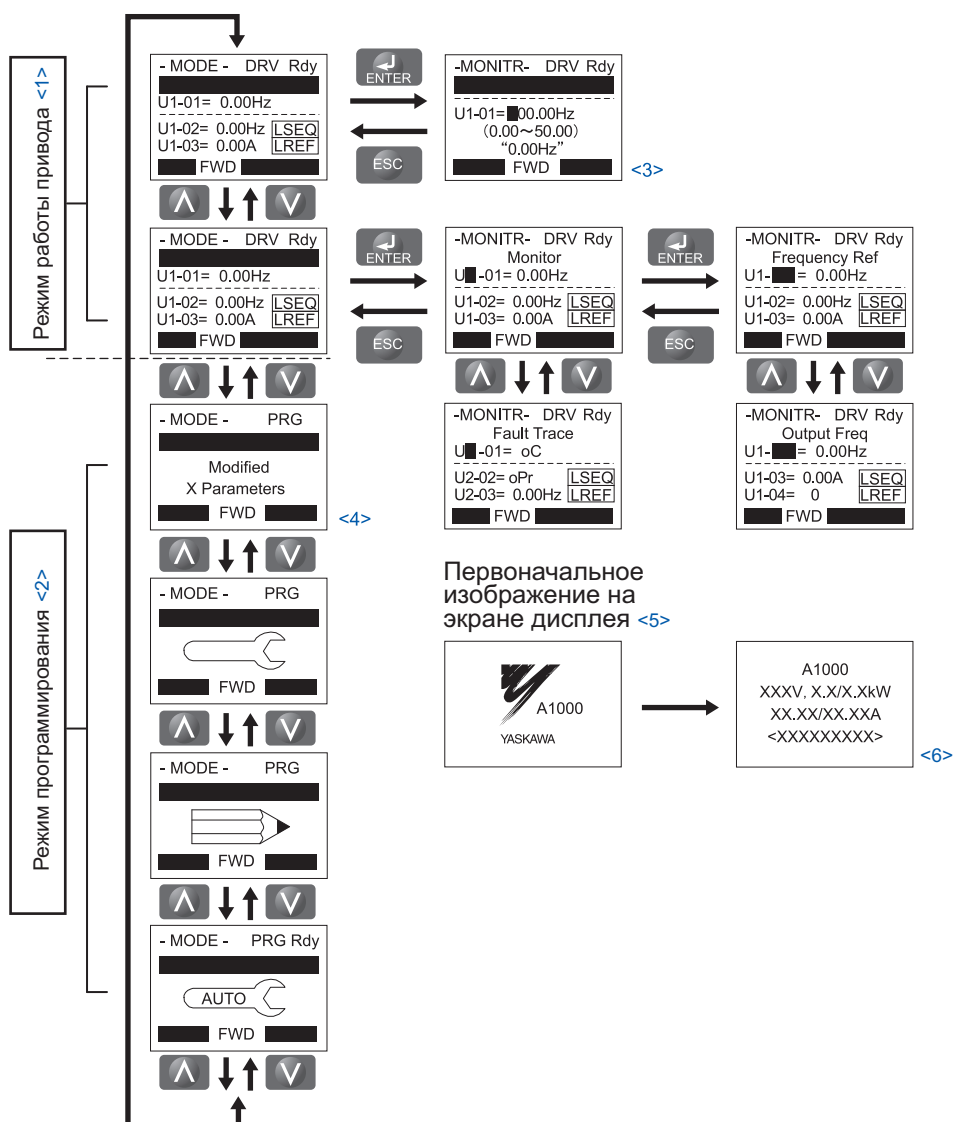 Режим работы привода <1>
- MODE - DRV Rdy
U1-01= 0.00Hz
U1-02= 0.00Hz LSEQ
U1-03= 0.00A LREF
FWD
ENTER
ESC
-MONITR- DRV Rdy
U1-01= 00.00Hz
(0.00~50.00)
“0.00Hz”
FWD
<3>
- MODE - DRV Rdy
U1-01= 0.00Hz
U1-02= 0.00Hz LSEQ
U1-03= 0.00A LREF
FWD
ENTER
ESC
-MONITR- DRV Rdy
Monitor
U -01= 0.00Hz
U1-02= 0.00Hz LSEQ
U1-03= 0.00A LREF
FWD
ENTER
ESC
-MONITR- DRV Rdy
Frequency Ref
U1- = 0.00Hz
U1-02= 0.00Hz LSEQ
U1-03= 0.00A LREF
FWD
-MONITR- DRV Rdy
Fault Trace
U -01= oC
U2-02= oPr LSEQ
U2-03= 0.00Hz LREF
FWD
-MONITR- DRV Rdy
Output Freq
U1- = 0.00Hz
U1-03= 0.00A LSEQ
U1-04= 0 LREF
FWD
Режим программирования <2>
- MODE - PRG
Modified
X Parameters
FWD
<4>
- MODE - PRG
FWD
- MODE - PRG
FWD
- MODE - PRG Rdy
AUTO
FWD
Первоначальное
изображение на
экране дисплея <5>
A1000
YASKAWA
A1000
XXXV, X.X/X.XkW
XX.XX/XX.XXA
<XXXXXXXXX>
<6>